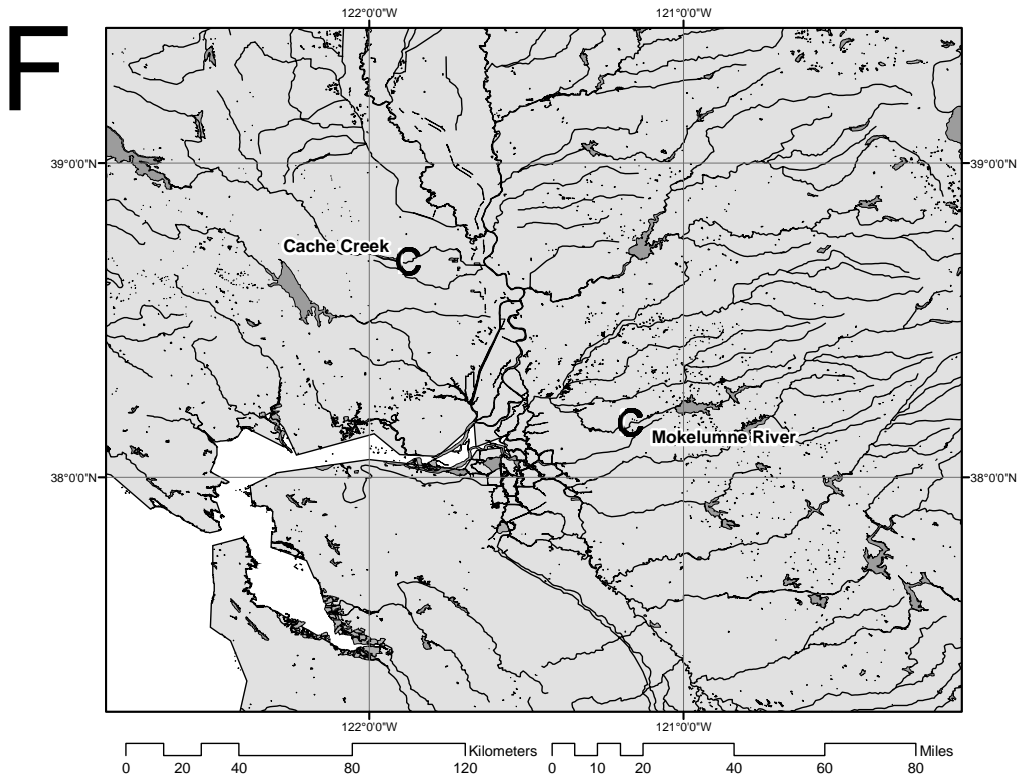 F
122°0'0"W 121°0'0"W
39°0'0"N 39°0'0"N
Cache Creek
C
C
Mokelumne River
38°0'0"N 38°0'0"N
122°0'0"W 121°0'0"W
Kilometers Miles
0 20 40 80 120 0 10 20 40 60 80